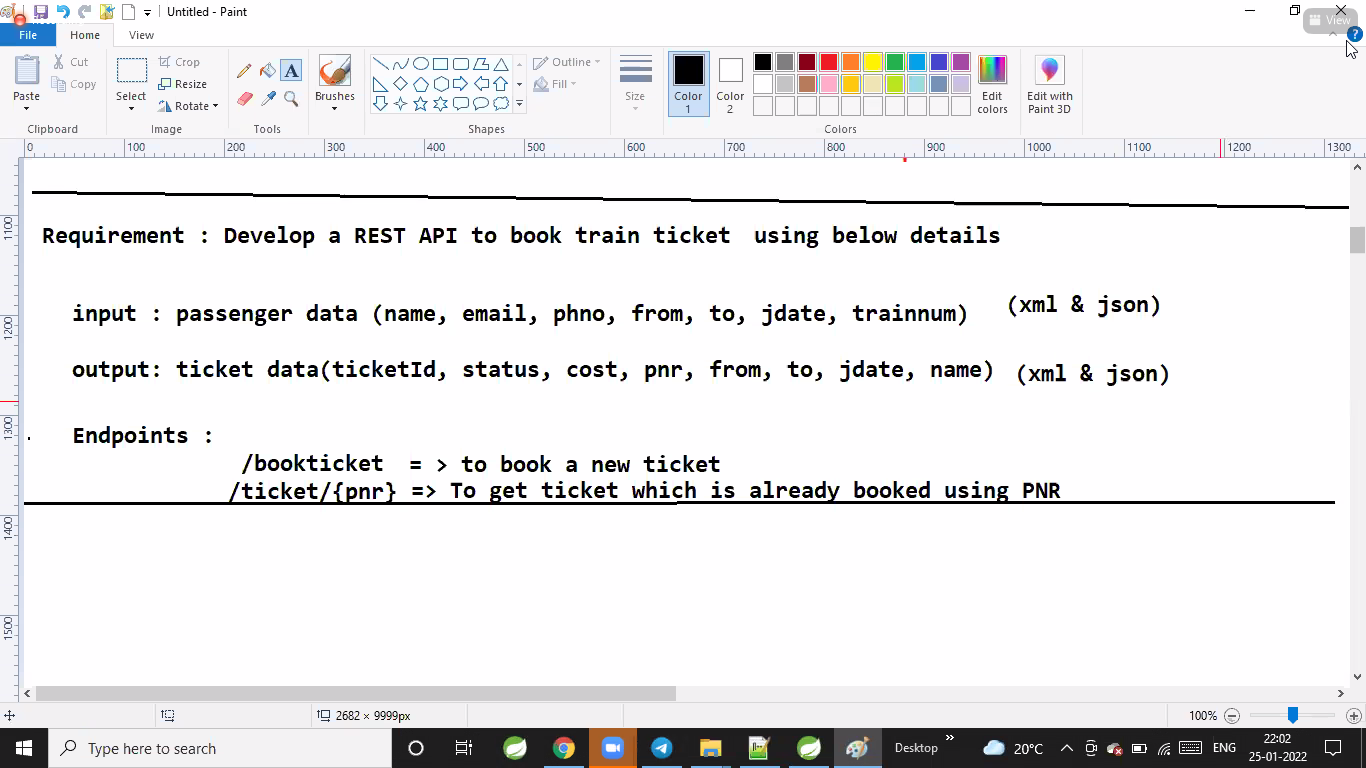 Untitled - Paint
View
File
Home
View
Paste
Cut
Copy
Clipboard
Select
Crop
Resize
Rotate
Image
A
Tools
Brushes
Shapes
Outline
Fill
Size
Color 1
Color 2
Colors
Edit colors
Edit with Paint 3D
?
0 100 200 300 400 500 600 700 800 900 1000 1100 1200 1300
1100
1200
1300
1400
1500
Requirement : Develop a REST API to book train ticket using below details
input : passenger data (name, email, phno, from, to, jdate, trainnum) (xml & json)
output: ticket data(ticketId, status, cost, pnr, from, to, jdate, name) (xml & json)
Endpoints :
/bookticket = > to book a new ticket
/ticket/{pnr} => To get ticket which is already booked using PNR
2682 × 9999px
100%
Type here to search
Desktop
20°C
ENG
22:02
25-01-2022